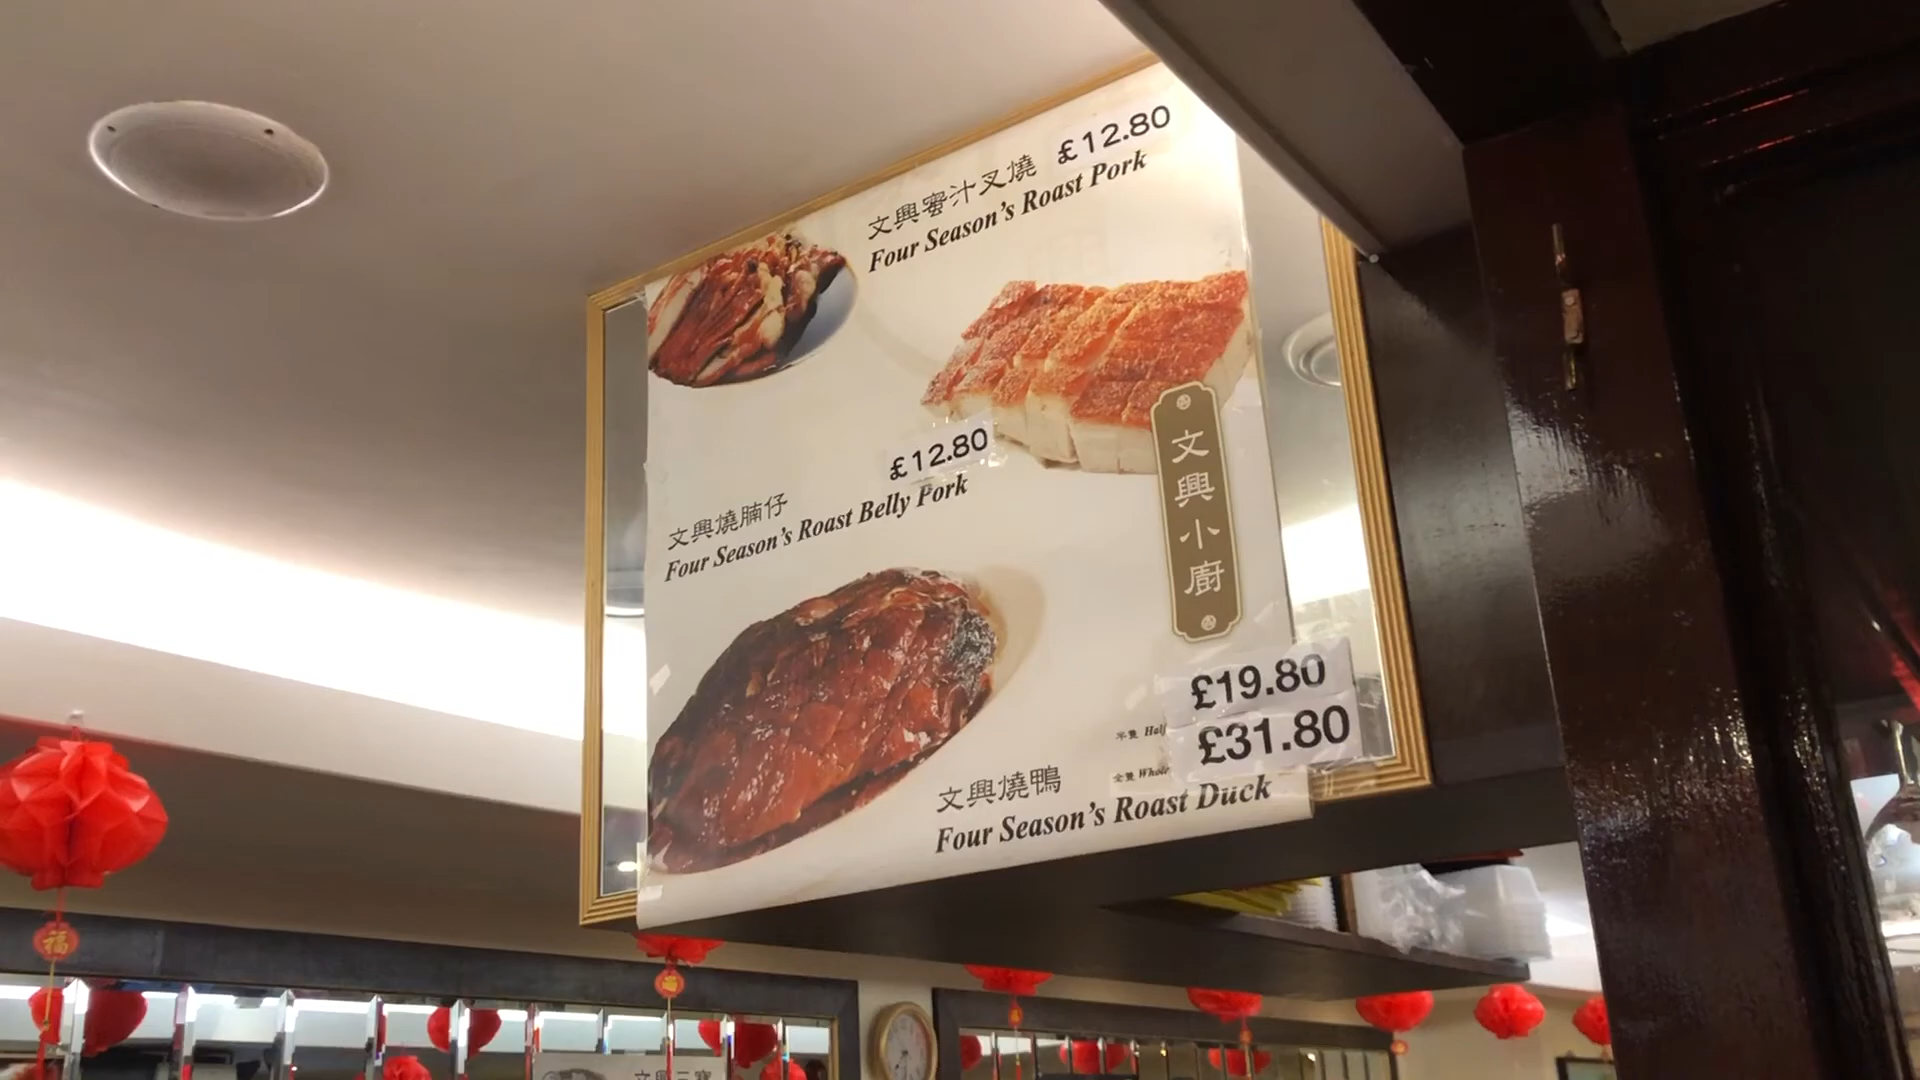 文興蜜汁叉燒 £12.80
Four Season's Roast Pork
£12.80
文興燒腩仔
Four Season's Roast Belly Pork
文興小廚
£19.80
半隻 Half
£31.80
全隻 Whole
文興燒鴨
Four Season's Roast Duck
福
福